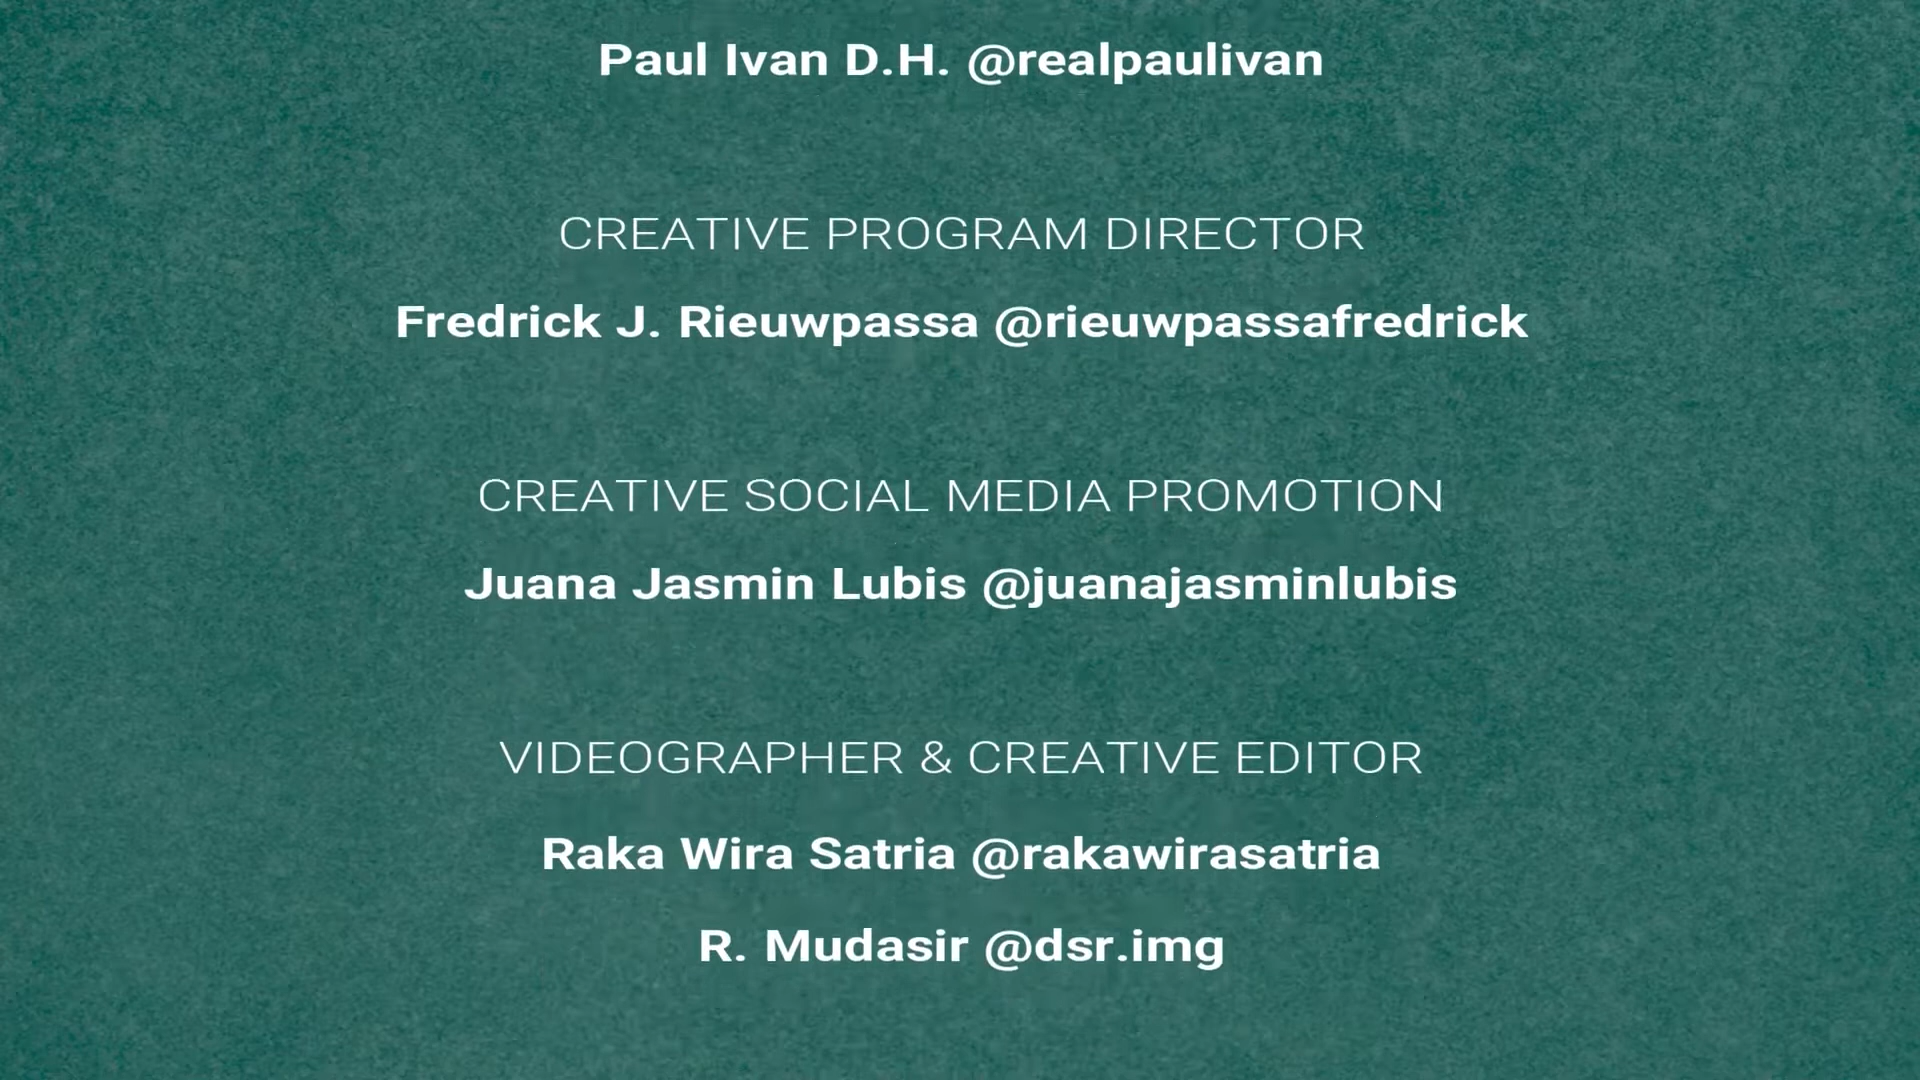 Paul Ivan D.H. @realpaulivan
CREATIVE PROGRAM DIRECTOR
Fredrick J. Rieuwpassa @rieuwpassafredrick
CREATIVE SOCIAL MEDIA PROMOTION
Juana Jasmin Lubis @juanajasminlubis
VIDEOGRAPHER & CREATIVE EDITOR
Raka Wira Satria @rakawirasatria
R. Mudasir @dsr.img